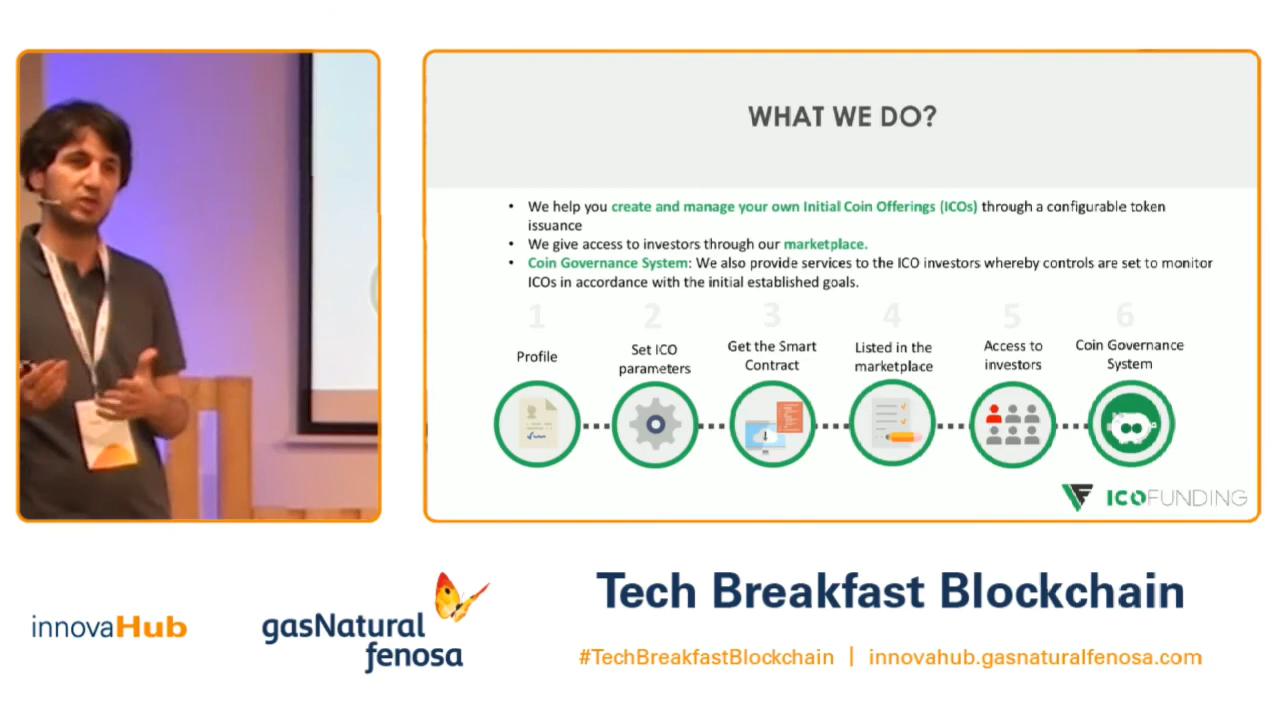 WHAT WE DO?
• We help you create and manage your own Initial Coin Offerings (ICOs) through a configurable token
issuance
• We give access to investors through our marketplace.
• Coin Governance System: We also provide services to the ICO investors whereby controls are set to monitor
ICOs in accordance with the initial established goals.
1
2
3
4
5
6
Profile
Set ICO
parameters
Get the Smart
Contract
Listed in the
marketplace
Access to
investors
Coin Governance
System
ICOFUNDING
innovaHub
gasNatural
fenosa
Tech Breakfast Blockchain
#TechBreakfastBlockchain | innovahub.gasnaturalfenosa.com